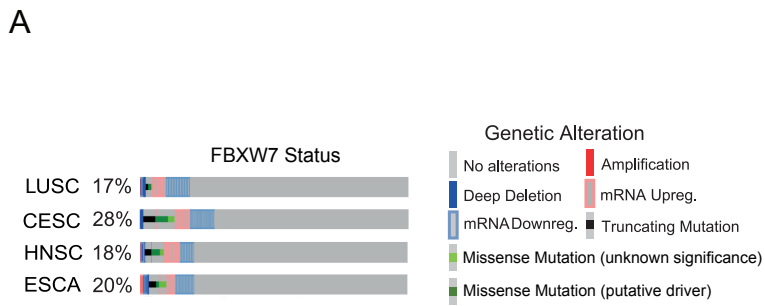 A
FBXW7 Status
LUSC 17%
CESC 28%
HNSC 18%
ESCA 20%
Genetic Alteration
No alterations
Amplification
Deep Deletion
mRNA Upreg.
mRNA Downreg.
Truncating Mutation
Missense Mutation (unknown significance)
Missense Mutation (putative driver)